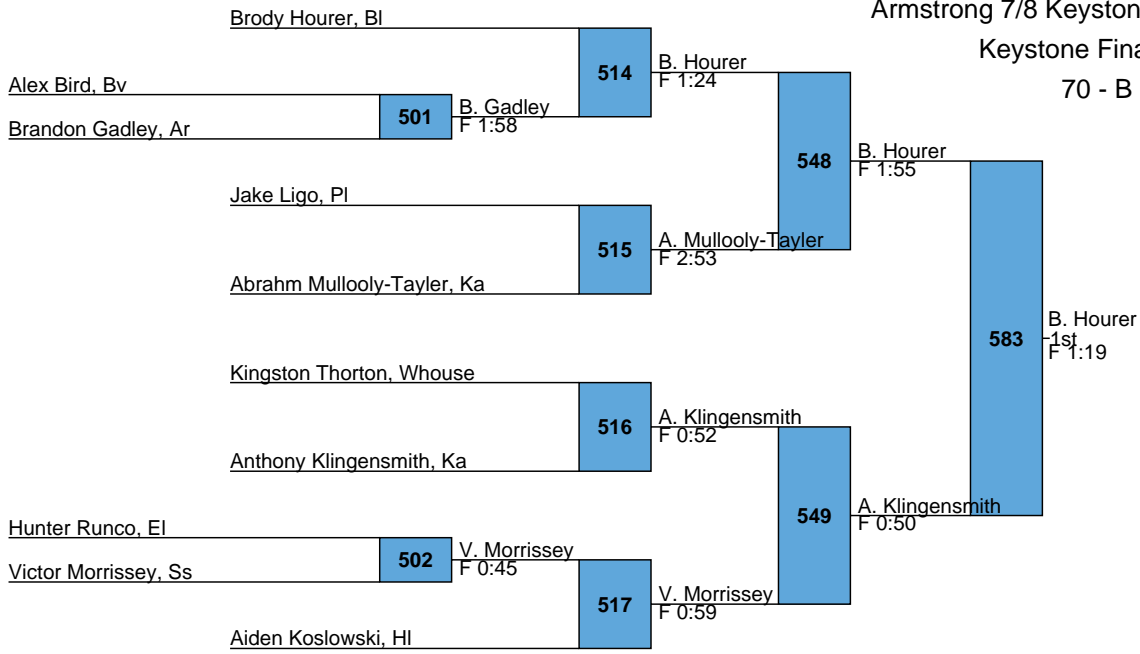 Armstrong 7/8 Keyston
Keystone Fina
70 - B
Brody Hourer, Bl
514
B. Hourer
F 1:24
Alex Bird, Bv
501
B. Gadley
F 1:58
Brandon Gadley, Ar
548
B. Hourer
F 1:55
Jake Ligo, Pl
515
A. Mullooly-Tayler
F 2:53
Abrahm Mullooly-Tayler, Ka
583
B. Hourer
1st
F 1:19
Kingston Thorton, Whouse
516
A. Klingensmith
F 0:52
Anthony Klingensmith, Ka
549
A. Klingensmith
F 0:50
Hunter Runco, El
502
V. Morrissey
F 0:45
Victor Morrissey, Ss
517
V. Morrissey
F 0:59
Aiden Koslowski, Hl